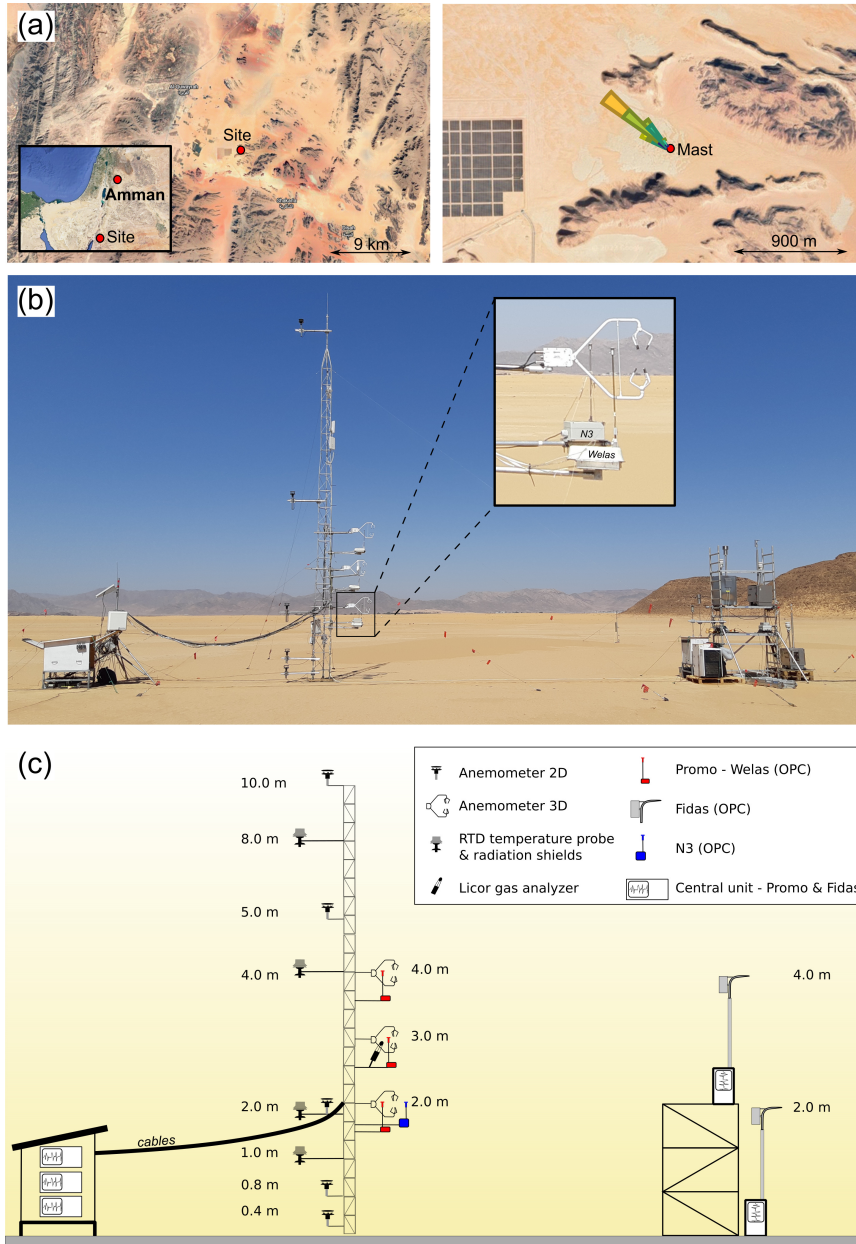 (a)
Site
Amman
Site
9 km
Mast
900 m
(b)
N3
Welas
(c)
Anemometer 2D
Anemometer 3D
RTD temperature probe
& radiation shields
Licor gas analyzer
Promo - Welas (OPC)
Fidas (OPC)
N3 (OPC)
Central unit - Promo & Fidas
10.0 m
8.0 m
5.0 m
4.0 m
4.0 m
4.0 m
3.0 m
2.0 m
2.0 m
2.0 m
cables
1.0 m
0.8 m
0.4 m